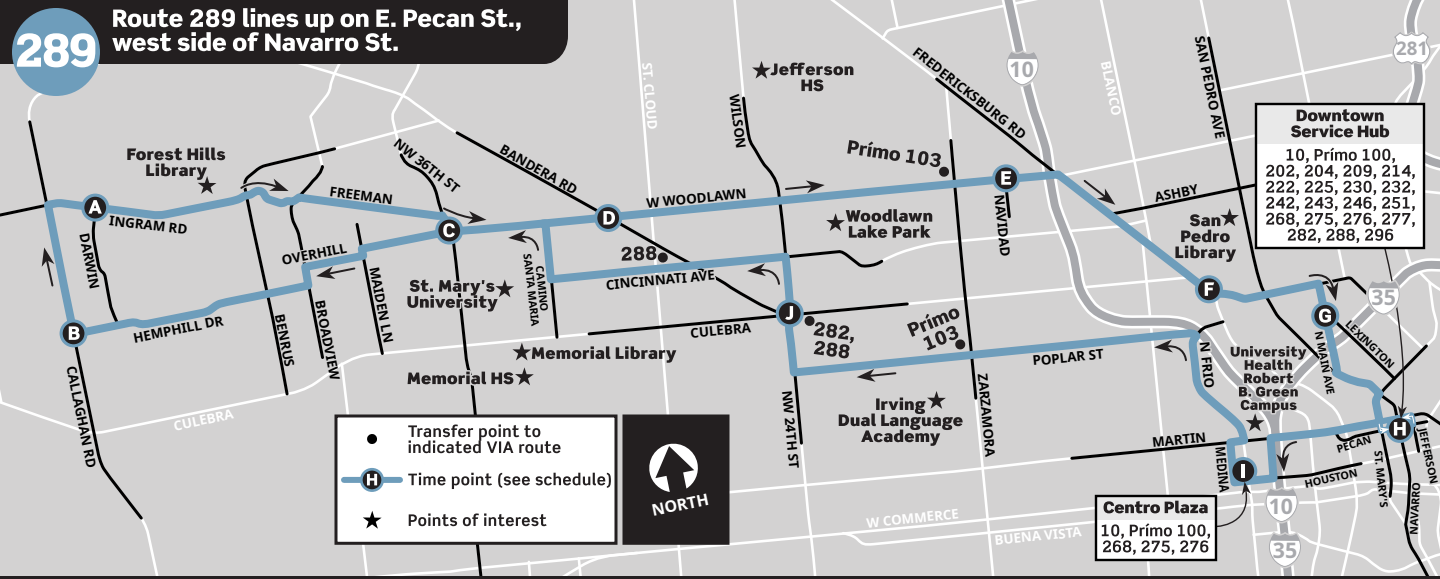 289
Route 289 lines up on E. Pecan St.,
west side of Navarro St.
ST. CLOUD
Jefferson
HS
WILSON
FREDERICKSBURG RD
10
BLANCO
SAN PEDRO AVE
281
Downtown
Service Hub
10, Prímo 100,
202, 204, 209, 214,
222, 225, 230, 232,
242, 243, 246, 251,
268, 275, 276, 277,
282, 288, 296
Forest Hills
Library
NW 36TH ST
BANDERA RD
Prímo 103
FREEMAN
W WOODLAWN
E
NAVIDAD
ASHBY
A
INGRAM RD
DARWIN
C
D
Woodlawn
Lake Park
San
Pedro
Library
OVERHILL
288
CINCINNATI AVE
CAMINO
SANTA MARIA
St. Mary's
University
MAIDEN LN
BROADVIEW
BENRUS
B
HEMPHILL DR
F
35
G
LEXINGTON
N MAIN AVE
J
282,
288
CULEBRA
Prímo
103
POPLAR ST
N FRIO
University
Health
Robert
B. Green
Campus
Memorial Library
Memorial HS
CALLAGHAN RD
CULEBRA
NW 24TH ST
Irving
Dual Language
Academy
ZARZAMORA
MARTIN
MEDINA
I
H
PECAN
HOUSTON
ST. MARY'S
JEFFERSON
NAVARRO
Transfer point to
indicated VIA route
H
Time point (see schedule)
Points of interest
NORTH
W COMMERCE
BUENA VISTA
Centro Plaza
10, Prímo 100,
268, 275, 276
10
35